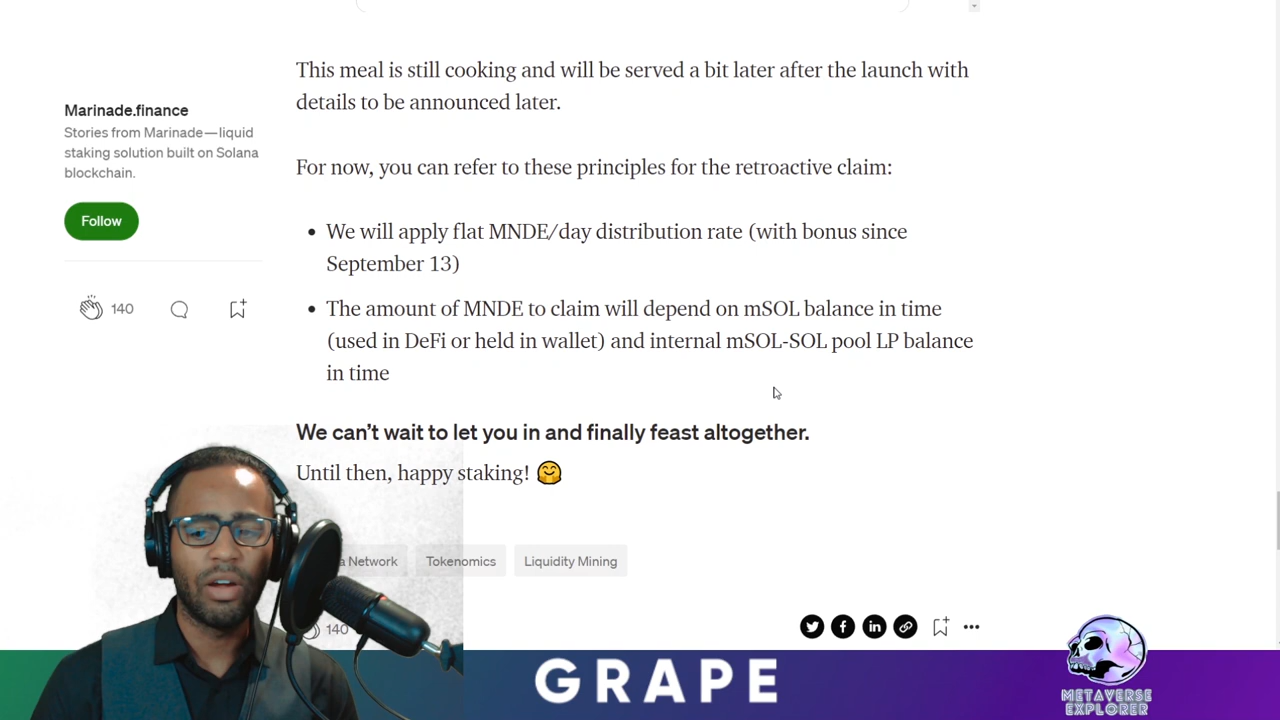 This meal is still cooking and will be served a bit later after the launch with
details to be announced later.
Marinade.finance
Stories from Marinade—liquid
staking solution built on Solana
blockchain.
Follow
140
For now, you can refer to these principles for the retroactive claim:
We will apply flat MNDE/day distribution rate (with bonus since
September 13)
The amount of MNDE to claim will depend on mSOL balance in time
(used in DeFi or held in wallet) and internal mSOL-SOL pool LP balance
in time
We can’t wait to let you in and finally feast altogether.
Until then, happy staking! 🤗
Network Tokenomics Liquidity Mining
140
GRAPE
METAVERSE
EXPLORER